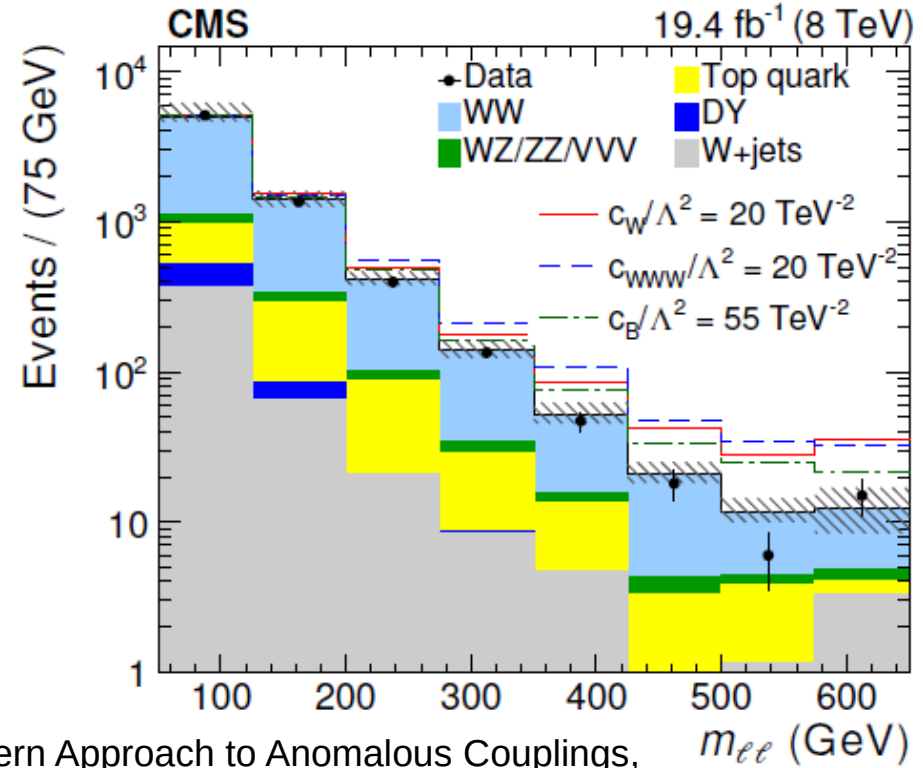 CMS 19.4 fb⁻¹ (8 TeV)
Events / (75 GeV)
10⁴
10³
10²
10
1
Data
Top quark
WW
DY
WZ/ZZ/VVV
W+jets
c_W/Λ² = 20 TeV⁻²
c_WWW/Λ² = 20 TeV⁻²
c_B/Λ² = 55 TeV⁻²
100 200 300 400 500 600
m_ℓℓ (GeV)
ern Approach to Anomalous Couplings,